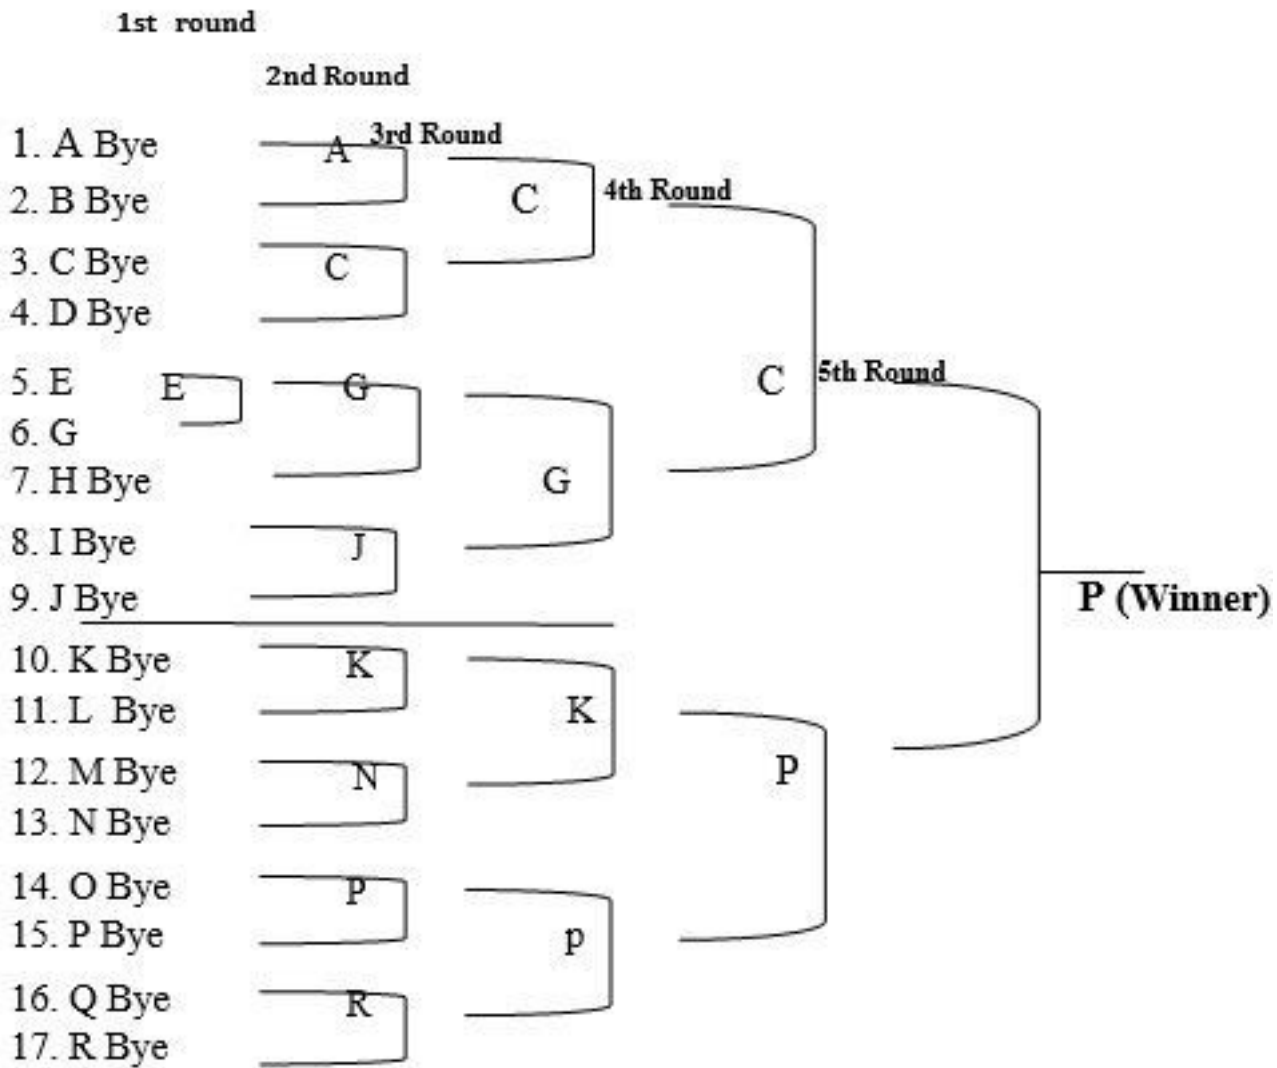 1st round
2nd Round
3rd Round
1. A Bye
A
2. B Bye
C
4th Round
3. C Bye
C
4. D Bye
5. E
E
G
C
5th Round
6. G
7. H Bye
G
8. I Bye
J
9. J Bye
P (Winner)
10. K Bye
K
11. L Bye
K
12. M Bye
N
P
13. N Bye
14. O Bye
P
15. P Bye
p
16. Q Bye
R
17. R Bye